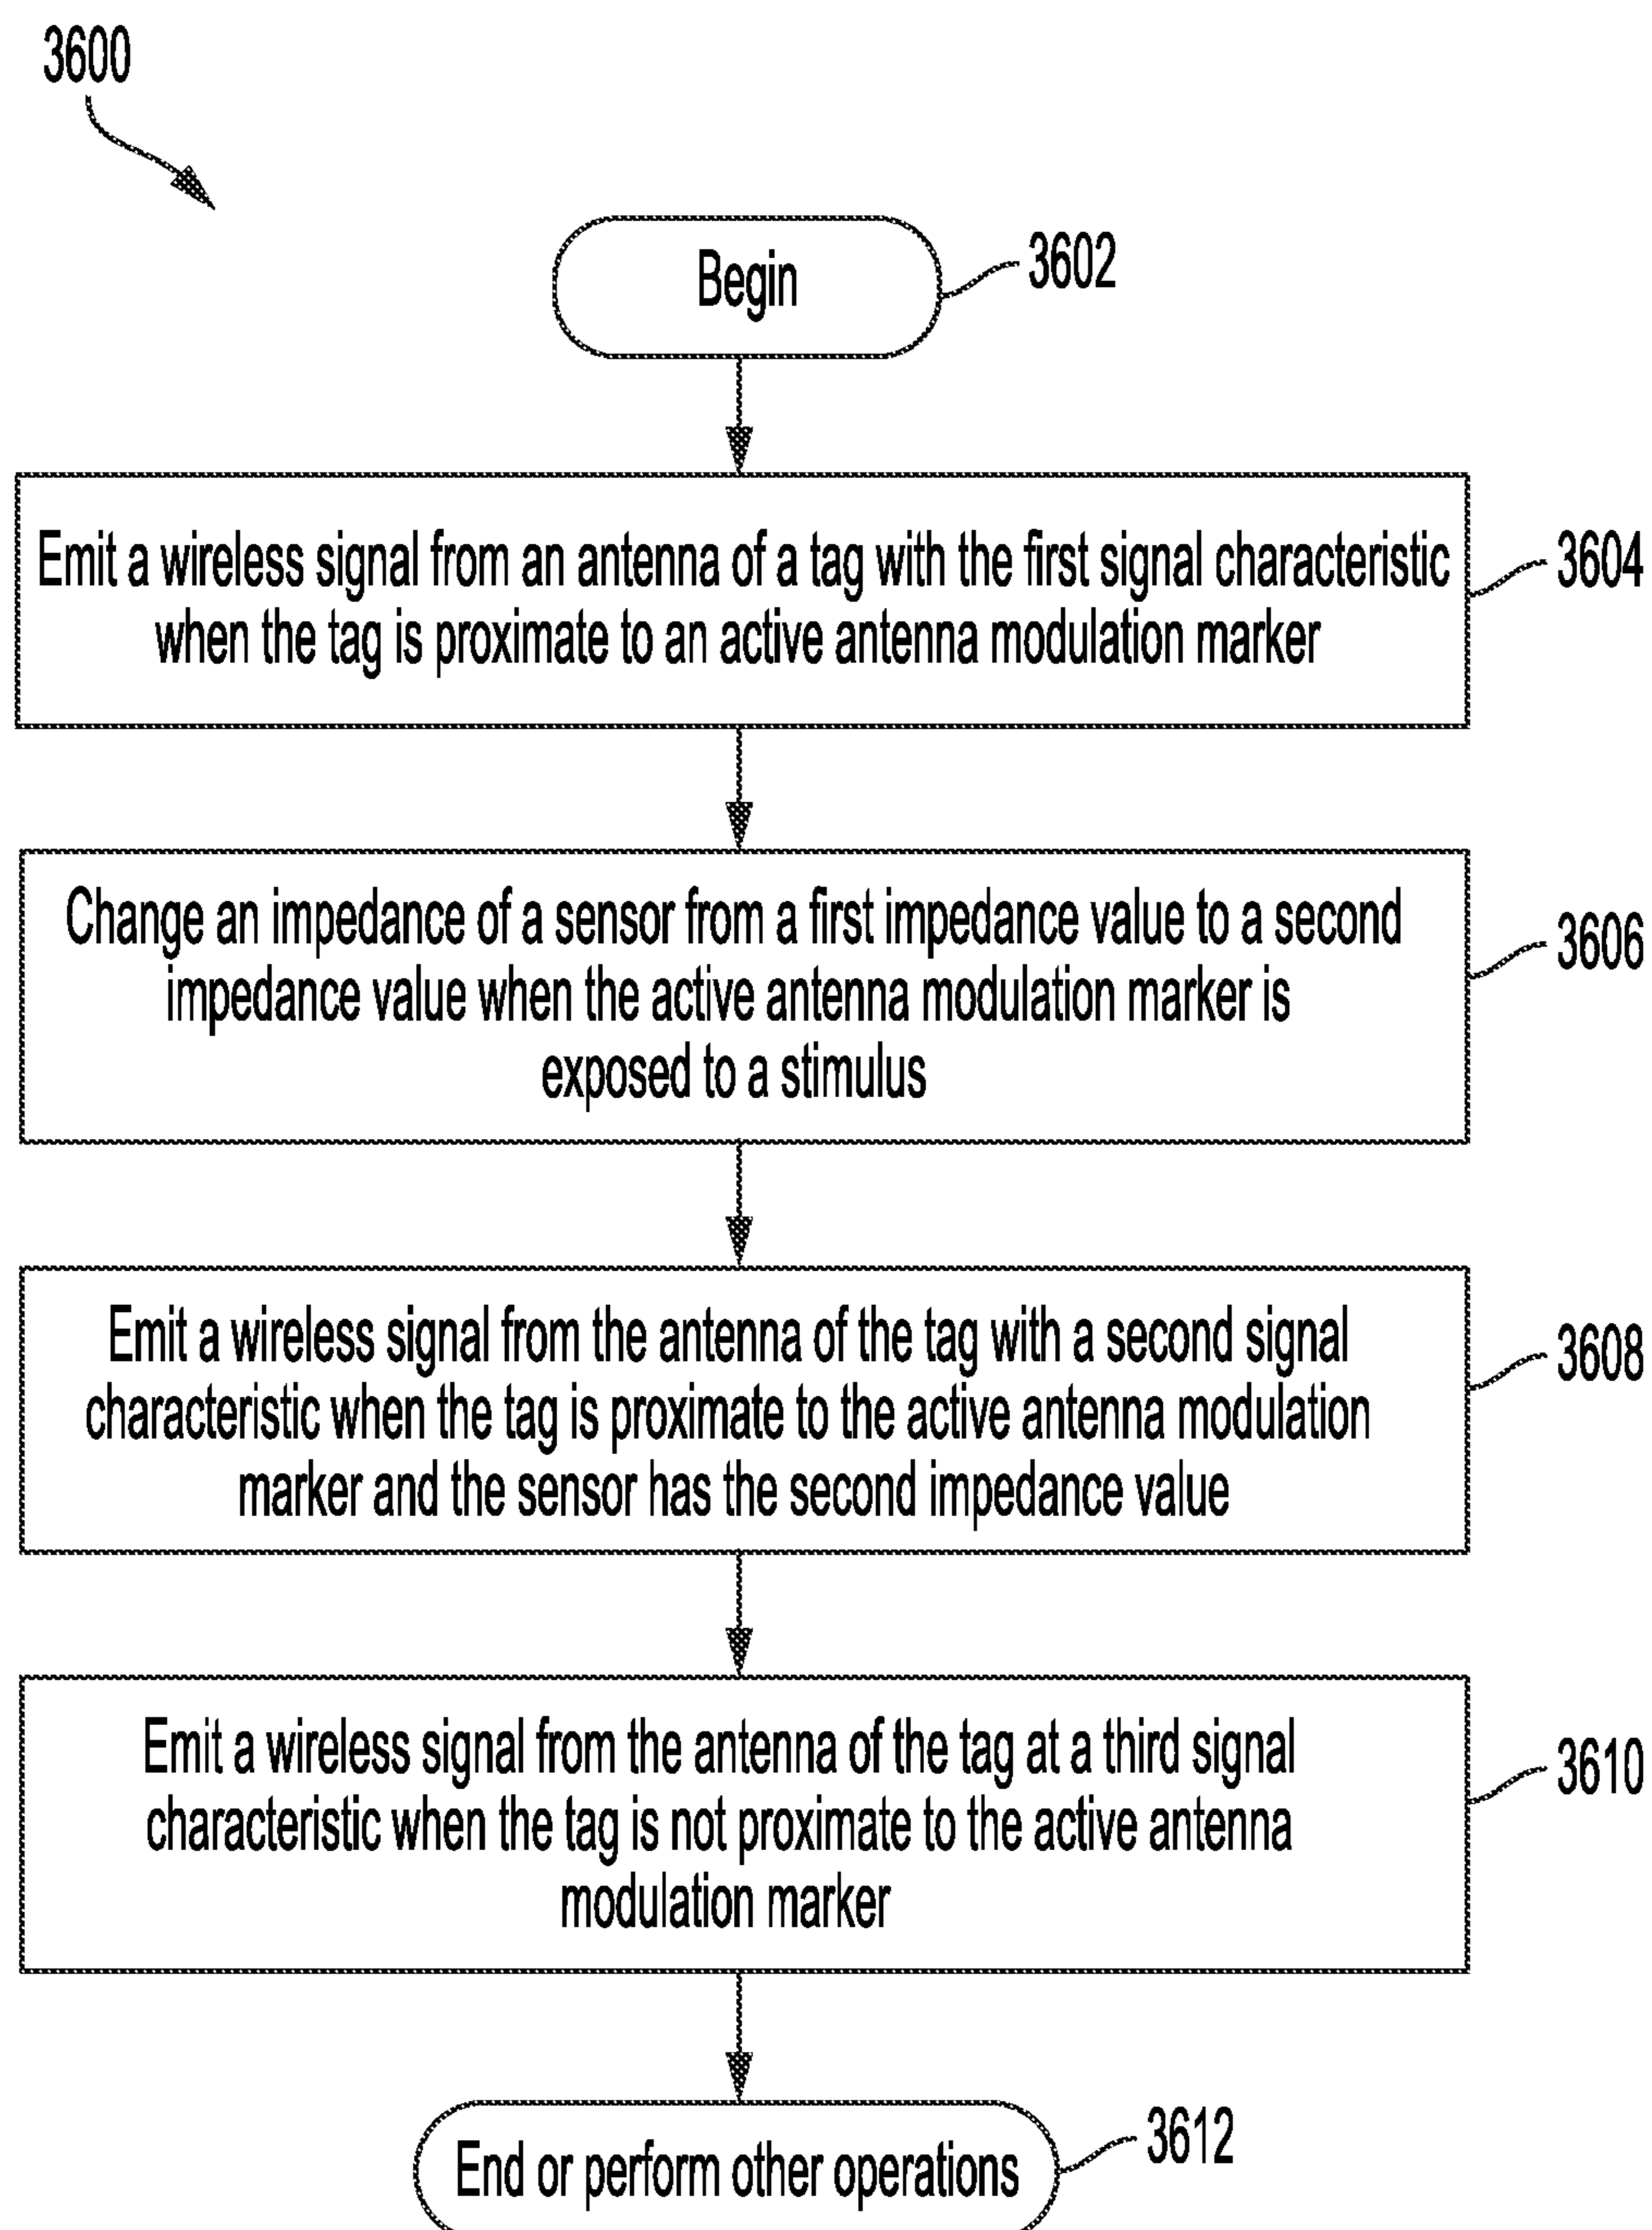 3600
Begin
3602
Emit a wireless signal from an antenna of a tag with the first signal characteristic
when the tag is proximate to an active antenna modulation marker
3604
Change an impedance of a sensor from a first impedance value to a second
impedance value when the active antenna modulation marker is
exposed to a stimulus
3606
Emit a wireless signal from the antenna of the tag with a second signal
characteristic when the tag is proximate to the active antenna modulation
marker and the sensor has the second impedance value
3608
Emit a wireless signal from the antenna of the tag at a third signal
characteristic when the tag is not proximate to the active antenna
modulation marker
3610
End or perform other operations
3612